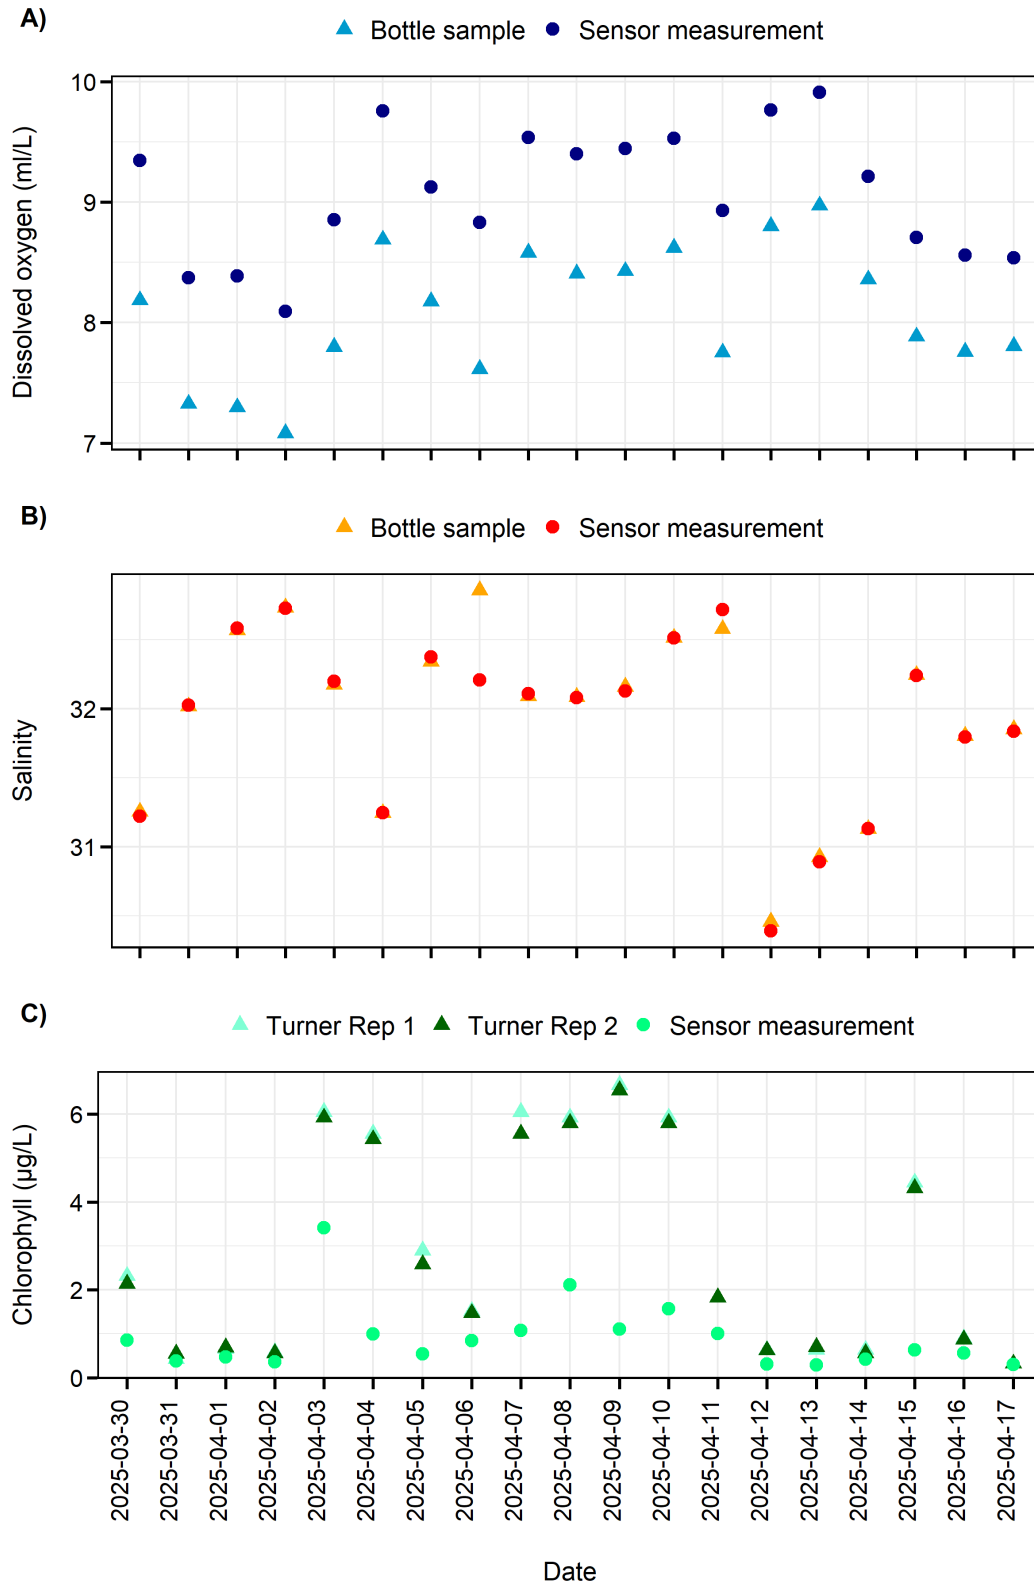 A)
Bottle sample Sensor measurement
Dissolved oxygen (ml/L)
10
9
8
7
B)
Bottle sample Sensor measurement
Salinity
32
31
C)
Turner Rep 1 Turner Rep 2 Sensor measurement
Chlorophyll (µg/L)
6
4
2
0
2025-03-30
2025-03-31
2025-04-01
2025-04-02
2025-04-03
2025-04-04
2025-04-05
2025-04-06
2025-04-07
2025-04-08
2025-04-09
2025-04-10
2025-04-11
2025-04-12
2025-04-13
2025-04-14
2025-04-15
2025-04-16
2025-04-17
Date